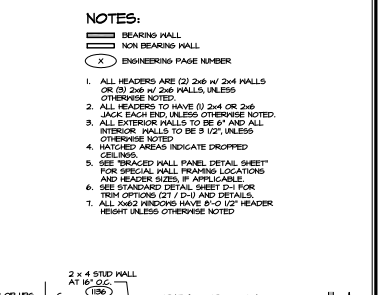 NOTES:
BEARING WALL
NON BEARING WALL
X ENGINEERING PAGE NUMBER
1. ALL HEADERS ARE (2) 2x6 w/ 2x4 WALLS
OR (3) 2x6 w/ 2x6 WALLS, UNLESS
OTHERWISE NOTED.
2. ALL HEADERS TO HAVE (1) 2x4 OR 2x6
JACK EACH END, UNLESS OTHERWISE NOTED.
3. ALL EXTERIOR WALLS TO BE 6" AND ALL
INTERIOR WALLS TO BE 3 1/2", UNLESS
OTHERWISE NOTED
4. HATCHED AREAS INDICATE DROPPED
CEILINGS.
5. SEE "BRACED WALL PANEL DETAIL SHEET"
FOR SPECIAL WALL FRAMING LOCATIONS
AND HEADER SIZES, IF APPLICABLE.
6. SEE STANDARD DETAIL SHEET D-1 FOR
TRIM OPTIONS (27 / D-1) AND DETAILS.
7. ALL Xx62 WINDOWS HAVE 8'-0 1/2" HEADER
HEIGHT UNLESS OTHERWISE NOTED
2 x 4 STUD WALL
AT 16" O.C.
1136